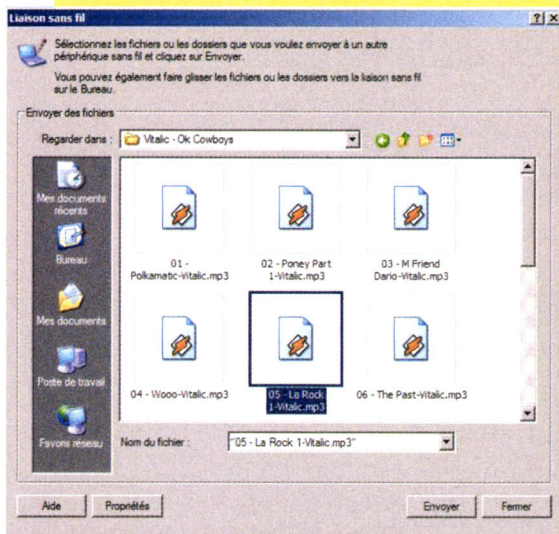 Liaison sans fil
Sélectionnez les fichiers ou les dossiers que vous voulez envoyer à un autre
périphérique sans fil et cliquez sur Envoyer.
Vous pouvez également faire glisser les fichiers ou les dossiers vers la liaison sans fil
sur le Bureau.
Envoyer des fichiers
Regarder dans :
Vitalic - Ok Cowboys
Mes documents
récents
Bureau
Mes documents
Poste de travail
Favoris réseau
01 -
Polkamatic-Vitalic.mp3
02 - Poney Part
1-Vitalic.mp3
03 - M Friend
Dario-Vitalic.mp3
04 - Wooo-Vitalic.mp3
05 - La Rock
1-Vitalic.mp3
06 - The Past-Vitalic.mp3
Nom du fichier :
"05 - La Rock 1-Vitalic.mp3"
Aide
Propriétés
Envoyer
Fermer